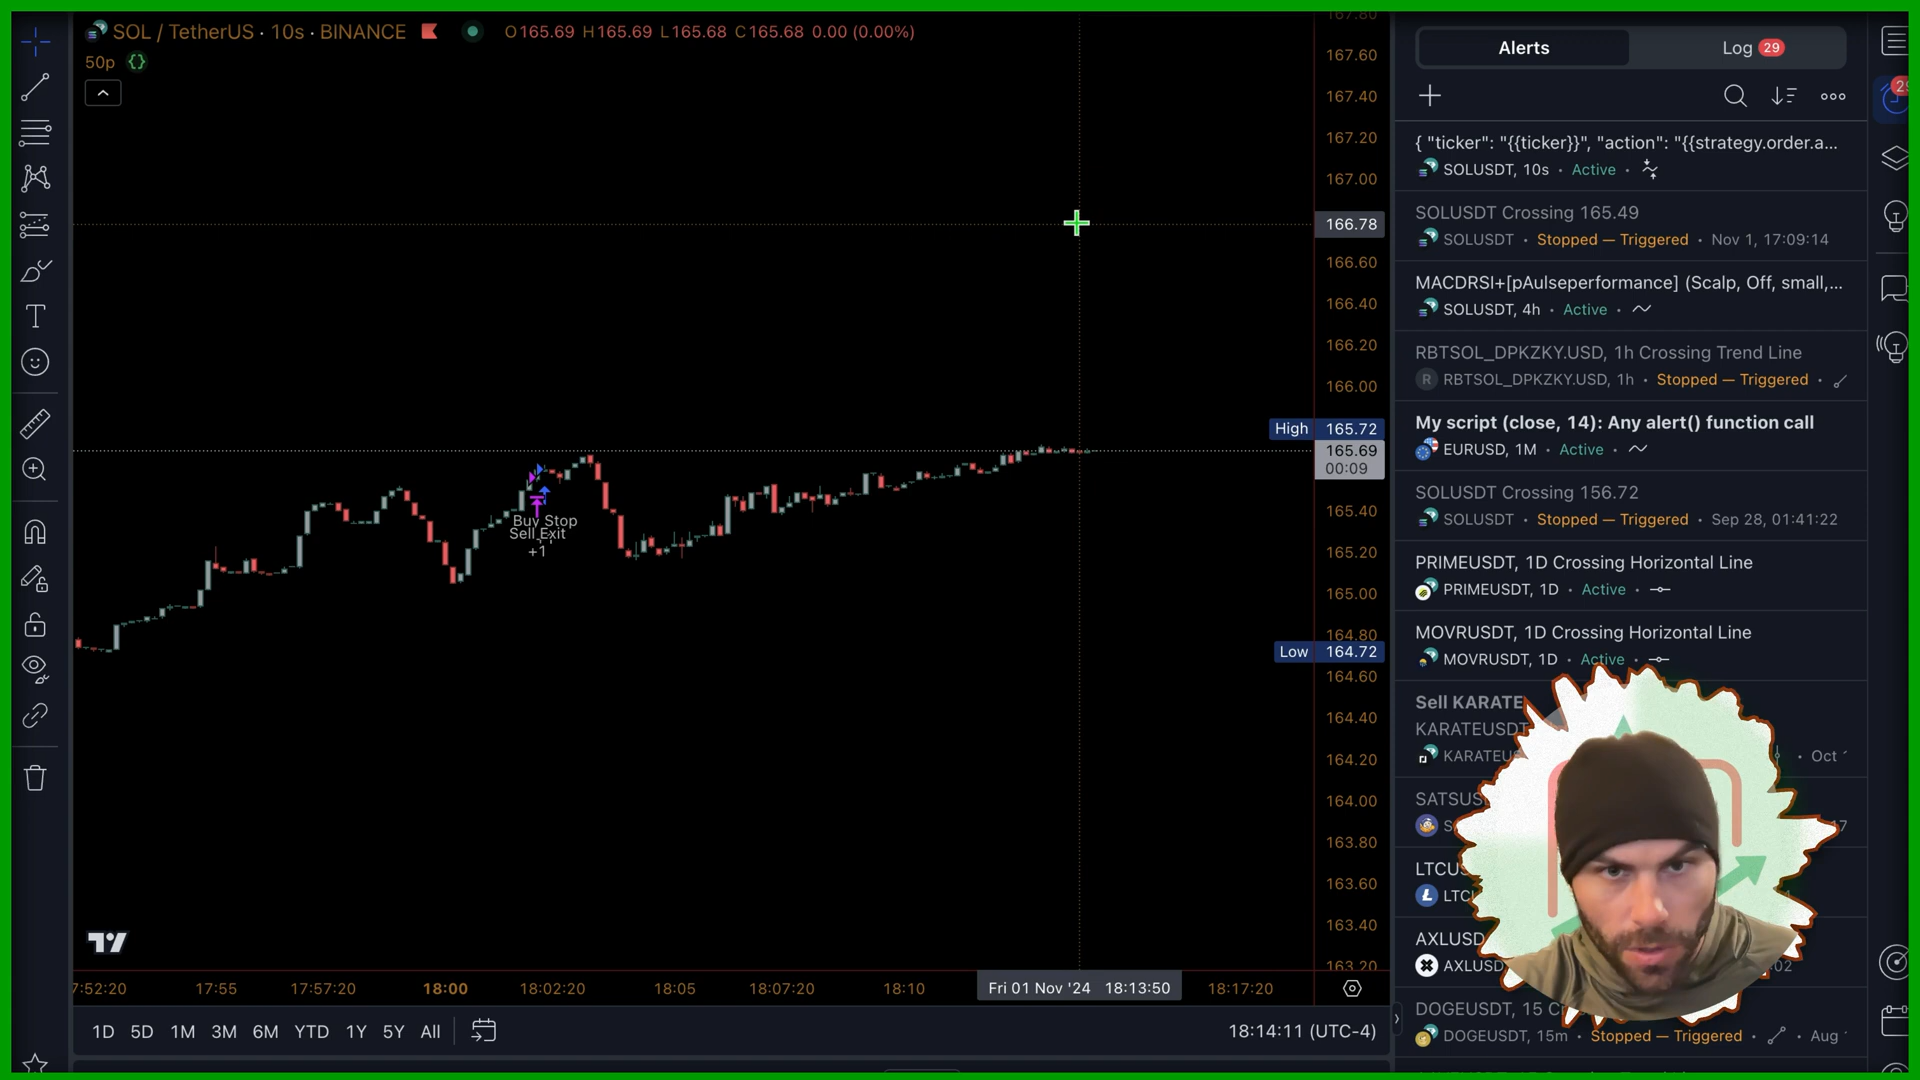 SOL / TetherUS · 10s · BINANCE
O165.69 H165.69 L165.68 C165.68 0.00 (0.00%)
50p {}
167.80
167.60
167.40
167.20
167.00
166.78
166.60
166.40
166.20
166.00
High 165.72
165.69
00:09
165.40
165.20
165.00
164.80
Low 164.72
164.60
164.40
164.20
164.00
163.80
163.60
163.40
163.20
Buy Stop
Sell Exit
+1
17:55
17:57:20
18:00
18:02:20
18:05
18:07:20
18:10
Fri 01 Nov '24 18:13:50
18:17:20
1D 5D 1M 3M 6M YTD 1Y 5Y All
18:14:11 (UTC-4)
Alerts
Log 29
{ "ticker": "{{ticker}}", "action": "{{strategy.order.a...
SOLUSDT, 10s · Active ·
SOLUSDT Crossing 165.49
SOLUSDT · Stopped — Triggered · Nov 1, 17:09:14
MACDRSI+[pAulseperformance] (Scalp, Off, small,...
SOLUSDT, 4h · Active ·
RBTSOL_DPKZKY.USD, 1h Crossing Trend Line
R RBTSOL_DPKZKY.USD, 1h · Stopped — Triggered ·
My script (close, 14): Any alert() function call
EURUSD, 1M · Active ·
SOLUSDT Crossing 156.72
SOLUSDT · Stopped — Triggered · Sep 28, 01:41:22
PRIMEUSDT, 1D Crossing Horizontal Line
PRIMEUSDT, 1D · Active ·
MOVRUSDT, 1D Crossing Horizontal Line
MOVRUSDT, 1D · Active ·
Sell KARATE
KARATEUSDT
· Oct
DOGEUSDT, 15
DOGEUSDT, 15m · Stopped — Triggered · · Aug